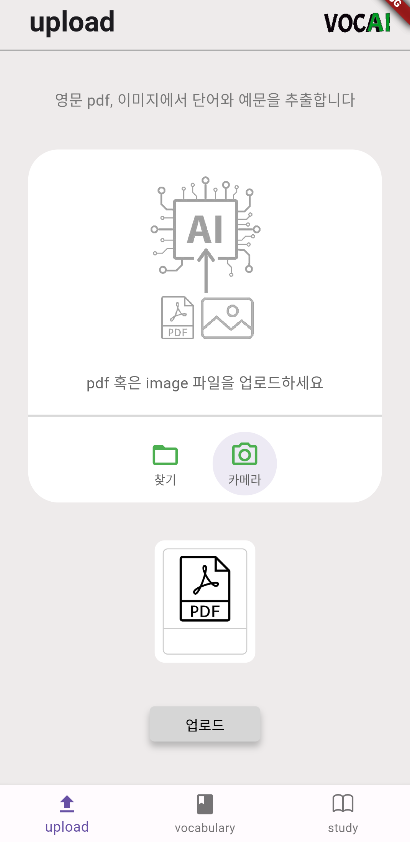 upload
VOCAI
영문 pdf, 이미지에서 단어와 예문을 추출합니다
AI
PDF
pdf 혹은 image 파일을 업로드하세요
찾기
카메라
PDF
업로드
upload
vocabulary
study